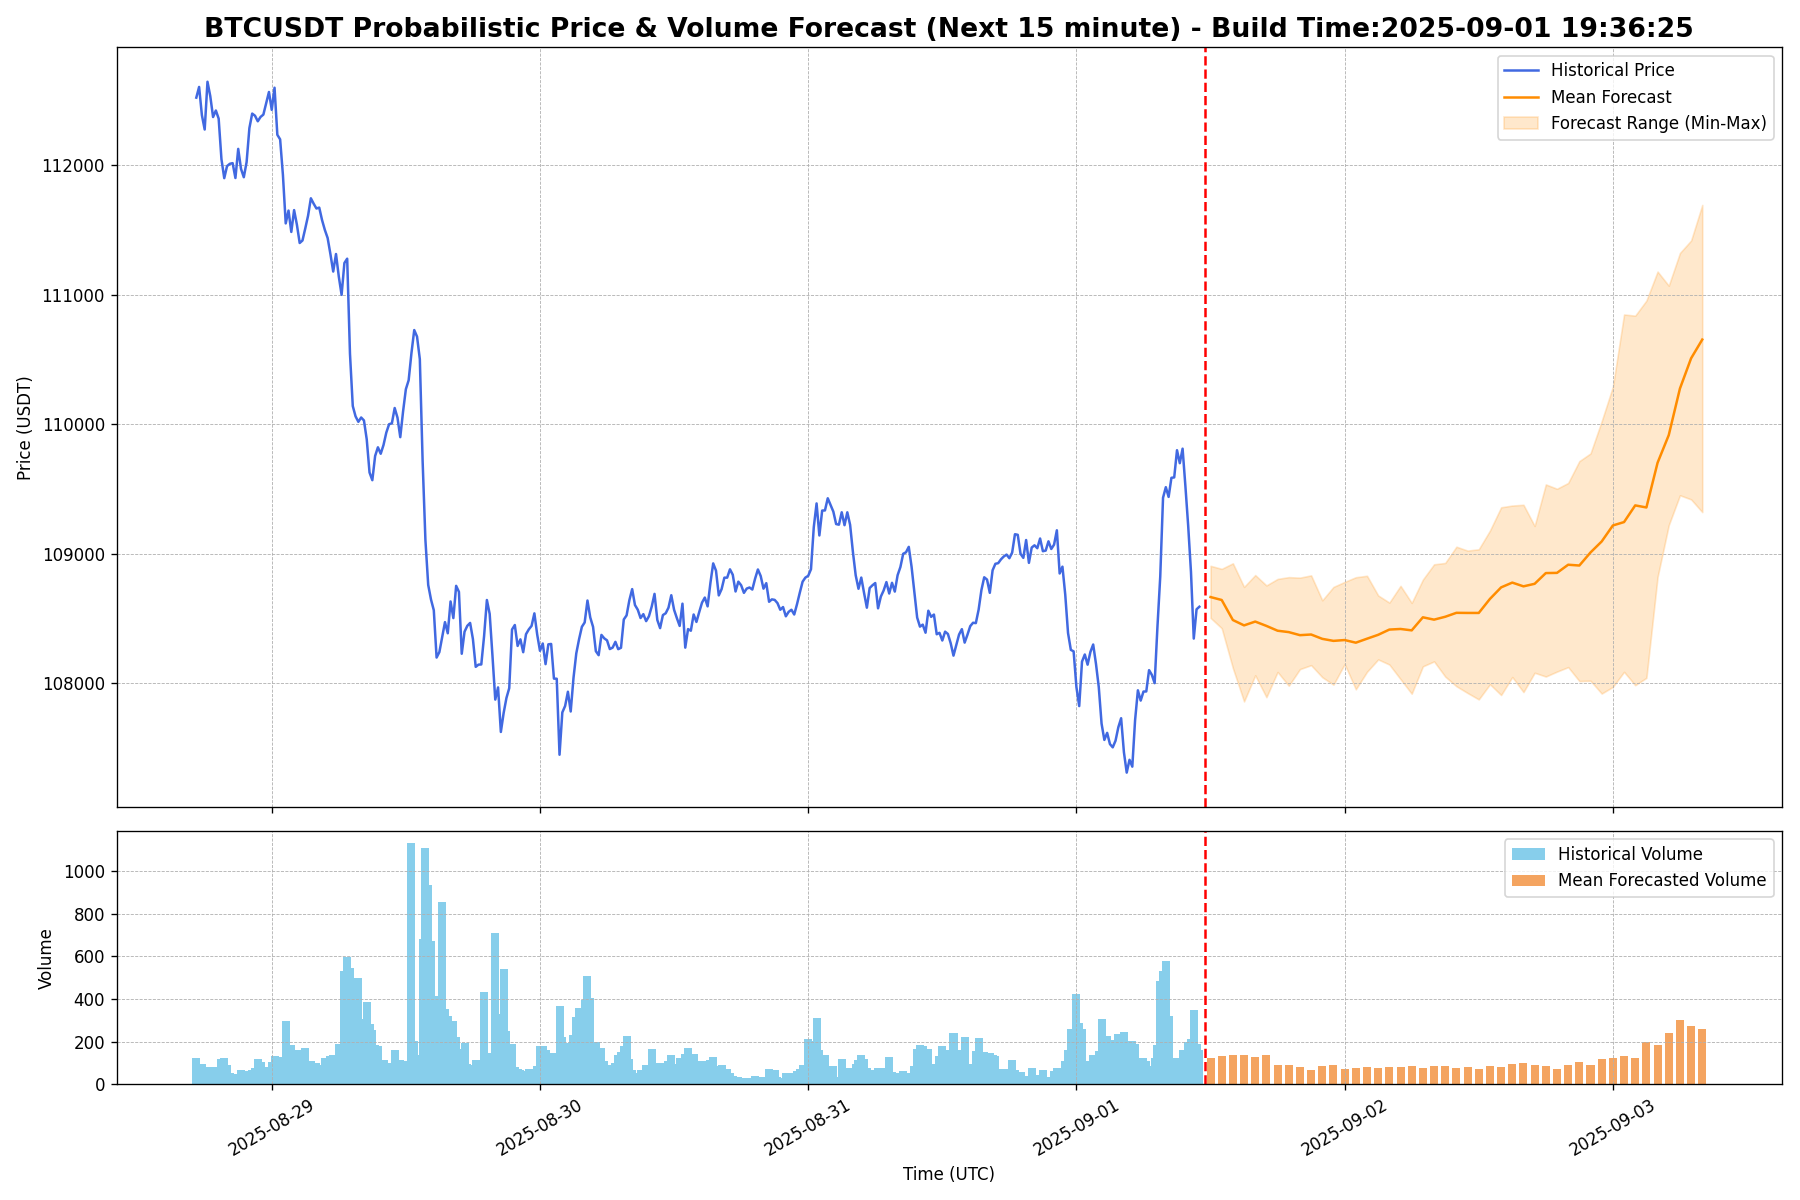 BTCUSDT Probabilistic Price & Volume Forecast (Next 15 minute) - Build Time:2025-09-01 19:36:25
Historical Price
Mean Forecast
Forecast Range (Min-Max)
Price (USDT)
112000
111000
110000
109000
108000
Historical Volume
Mean Forecasted Volume
Volume
1000
800
600
400
200
0
2025-08-29
2025-08-30
2025-08-31
2025-09-01
2025-09-02
2025-09-03
Time (UTC)